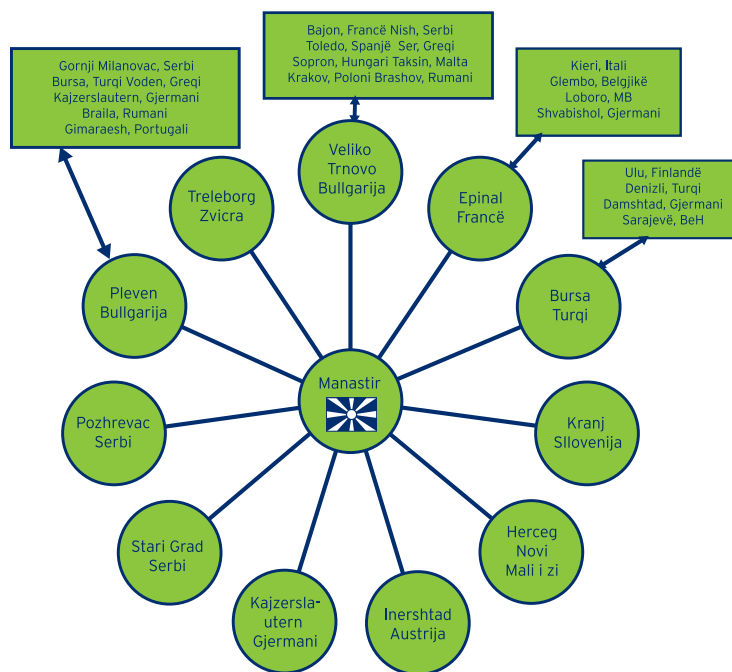 Bajon, Francë Nish, Serbi
Toledo, Spanjë Ser, Greqi
Sopron, Hungari Taksin, Malta
Krakov, Poloni Brashov, Rumani
Gornji Milanovac, Serbi
Bursa, Turqi Voden, Greqi
Kajzerslautern, Gjermani
Braila, Rumani
Gimaraesh, Portugali
Kieri, Itali
Glembo, Belgjikë
Loboro, MB
Shvabishol, Gjermani
Ulu, Finlandë
Denizli, Turqi
Damshtad, Gjermani
Sarajevë, BeH
Veliko
Trnovo
Bullgarija
Treleborg
Zvicra
Epinal
Francë
Pleven
Bullgarija
Bursa
Turqi
Manastir
Pozhrevac
Serbi
Kranj
Sllovenija
Stari Grad
Serbi
Herceg
Novi
Mali i zi
Kajzersla-
utern
Gjermani
Inershtad
Austrija